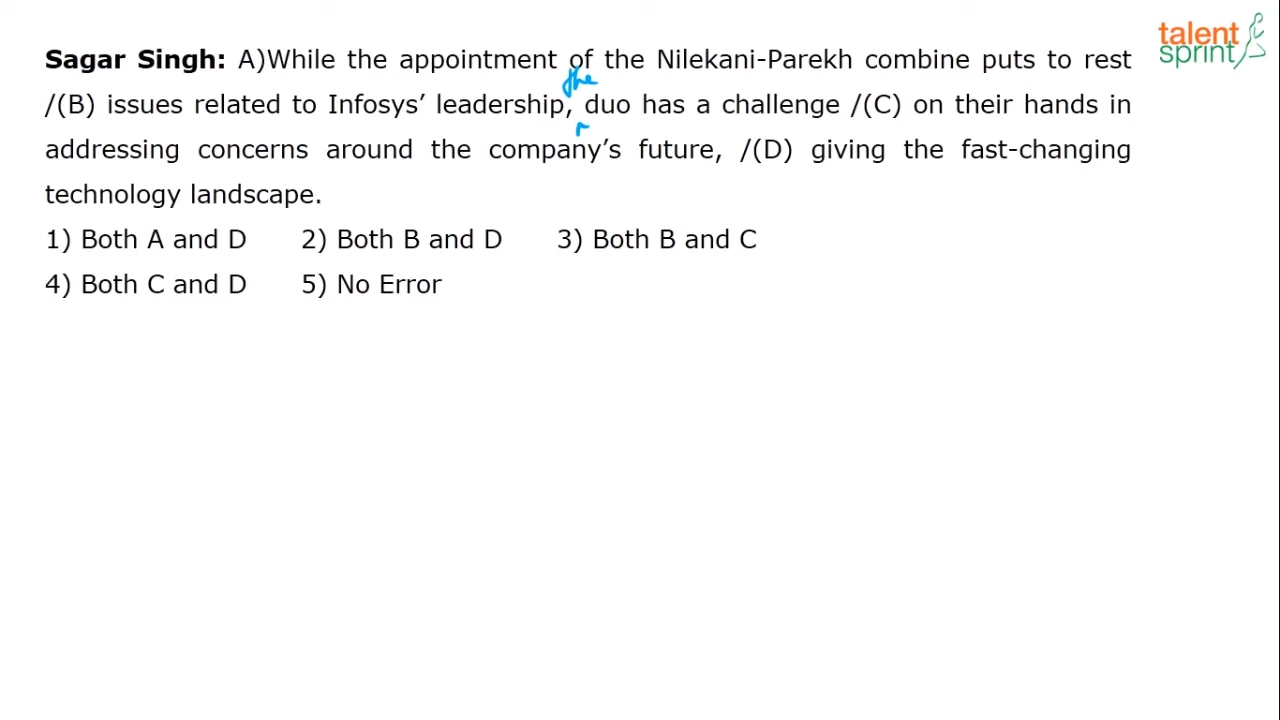 talent
sprint
Sagar Singh: A)While the appointment of the Nilekani-Parekh combine puts to rest
the
/(B) issues related to Infosys’ leadership, duo has a challenge /(C) on their hands in
addressing concerns around the company’s future, /(D) giving the fast-changing
technology landscape.
1) Both A and D 2) Both B and D 3) Both B and C
4) Both C and D 5) No Error